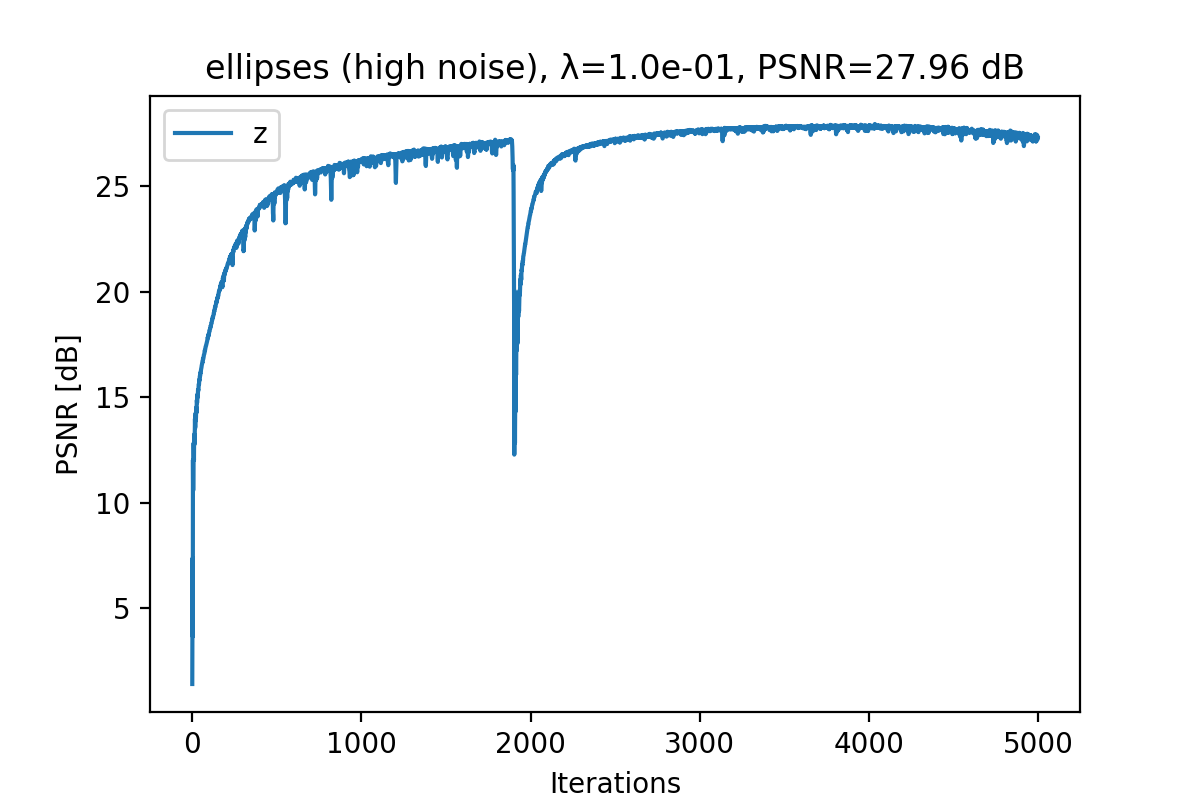 ellipses (high noise), λ=1.0e-01, PSNR=27.96 dB
z
PSNR [dB]
25
20
15
10
5
0 1000 2000 3000 4000 5000
Iterations